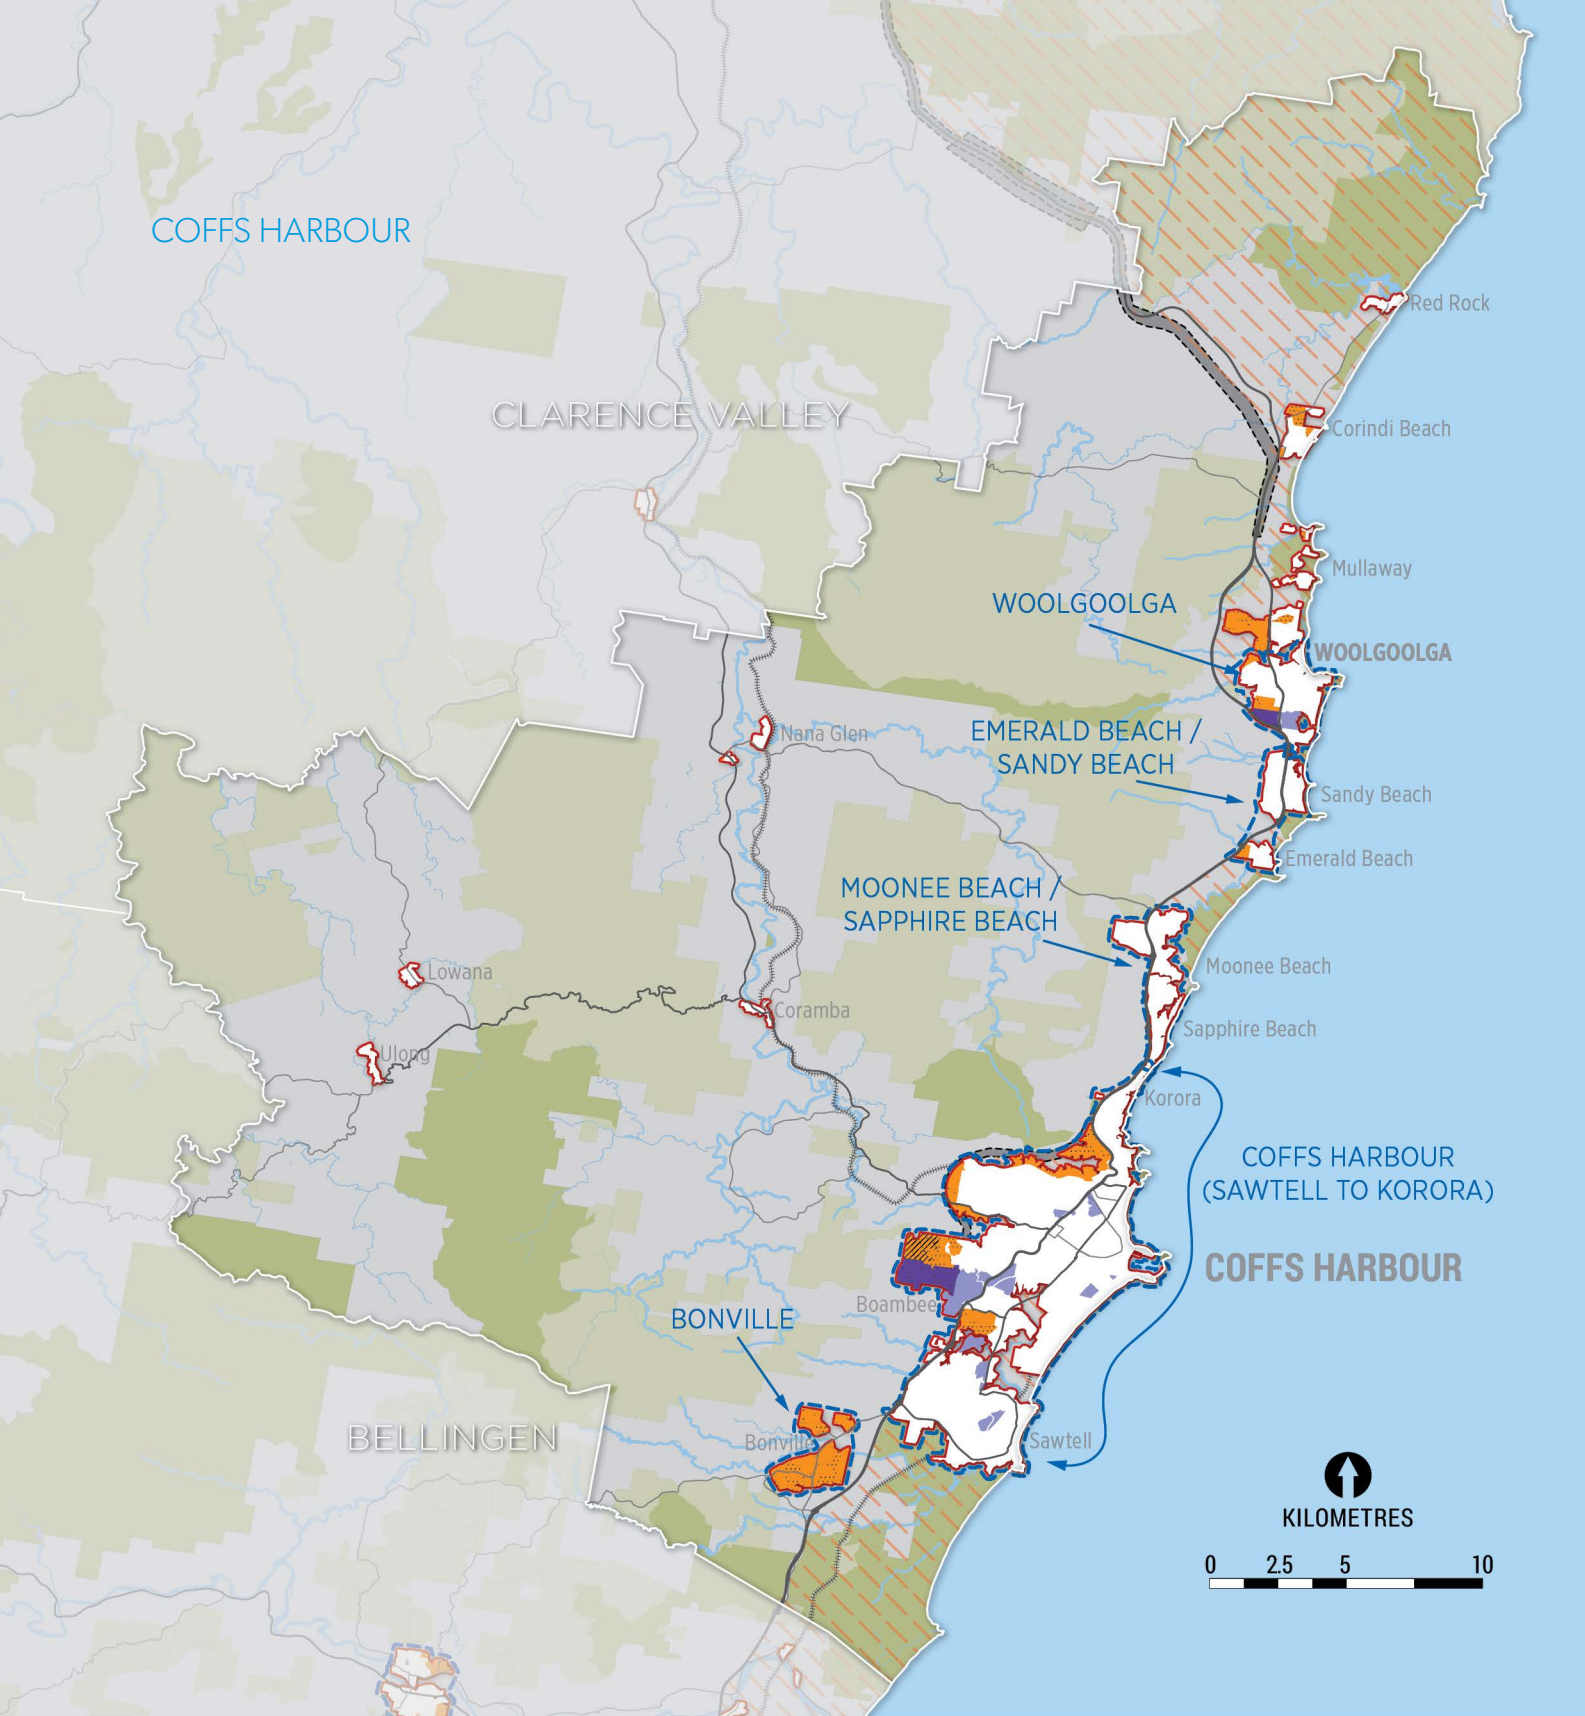 COFFS HARBOUR
Red Rock
CLARENCE VALLEY
Corindi Beach
Mullaway
WOOLGOOLGA
WOOLGOOLGA
Nana Glen
EMERALD BEACH /
SANDY BEACH
Sandy Beach
Emerald Beach
MOONEE BEACH /
SAPPHIRE BEACH
Moonee Beach
Lowana
Coramba
Sapphire Beach
Ulong
Korora
COFFS HARBOUR
(SAWTELL TO KORORA)
COFFS HARBOUR
Boambee
BONVILLE
BELLINGEN
Bonville
Sawtell
KILOMETRES
0 2.5 5 10